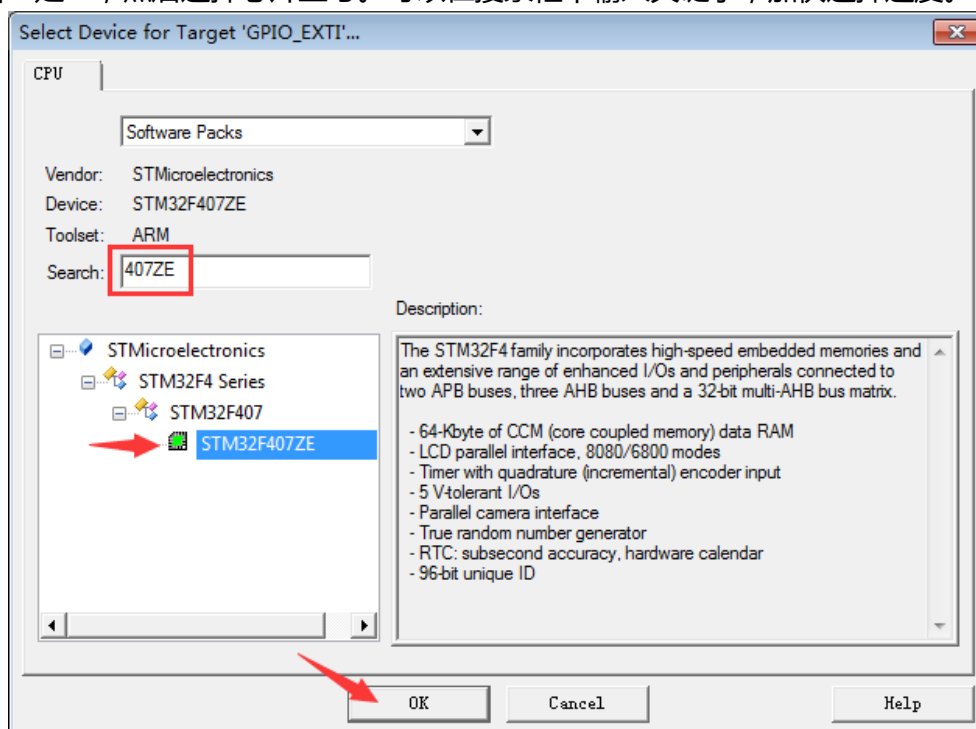 Select Device for Target 'GPIO_EXTI'...
CPU
Software Packs
Vendor: STMicroelectronics
Device: STM32F407ZE
Toolset: ARM
Search: 407ZE
Description:
STMicroelectronics
STM32F4 Series
STM32F407
STM32F407ZE
The STM32F4 family incorporates high-speed embedded memories and
an extensive range of enhanced I/Os and peripherals connected to
two APB buses, three AHB buses and a 32-bit multi-AHB bus matrix.
- 64-Kbyte of CCM (core coupled memory) data RAM
- LCD parallel interface, 8080/6800 modes
- Timer with quadrature (incremental) encoder input
- 5 V-tolerant I/Os
- Parallel camera interface
- True random number generator
- RTC: subsecond accuracy, hardware calendar
- 96-bit unique ID
OK
Cancel
Help